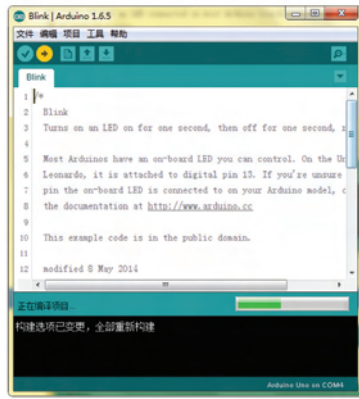 Blink | Arduino 1.6.5
文件 编辑 项目 工具 帮助
Blink
1 /*
2 Blink
3 Turns on an LED on for one second, then off for one second,
4
5 Most Arduinos have an on-board LED you can control. On the
6 Leonardo, it is attached to digital pin 13. If you're unsure
7 pin the on-board LED is connected to on your Arduino model,
8 the documentation at http://www.arduino.cc
9
10 This example code is in the public domain.
11
12 modified 8 May 2014
正在编译项目...
构建选项已变更，全部重新构建
Arduino Uno on COM4